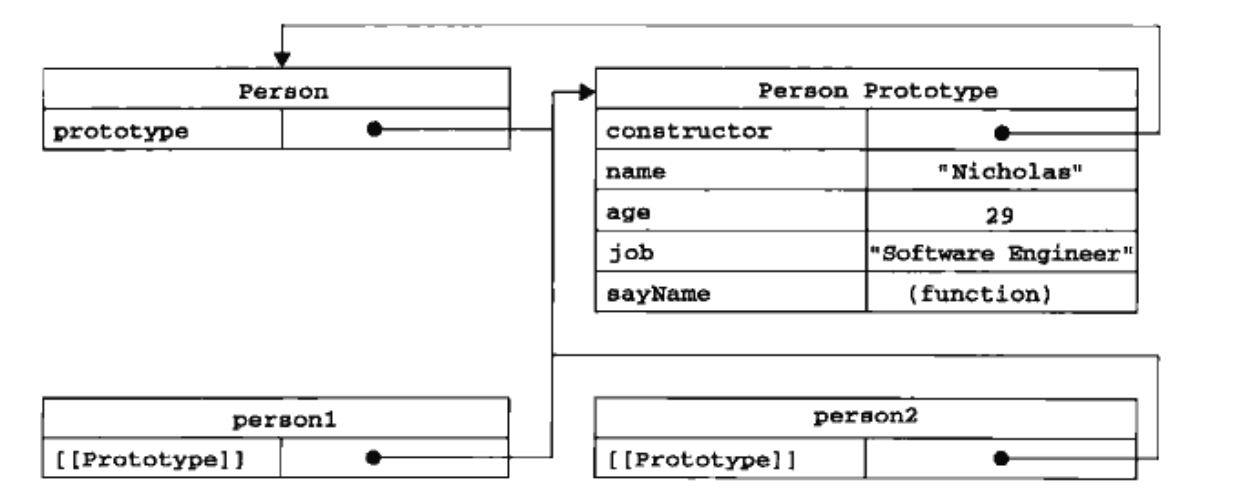 Person
prototype
Person Prototype
constructor
name "Nicholas"
age 29
job "Software Engineer"
sayName (function)
person1
[[Prototype]]
person2
[[Prototype]]